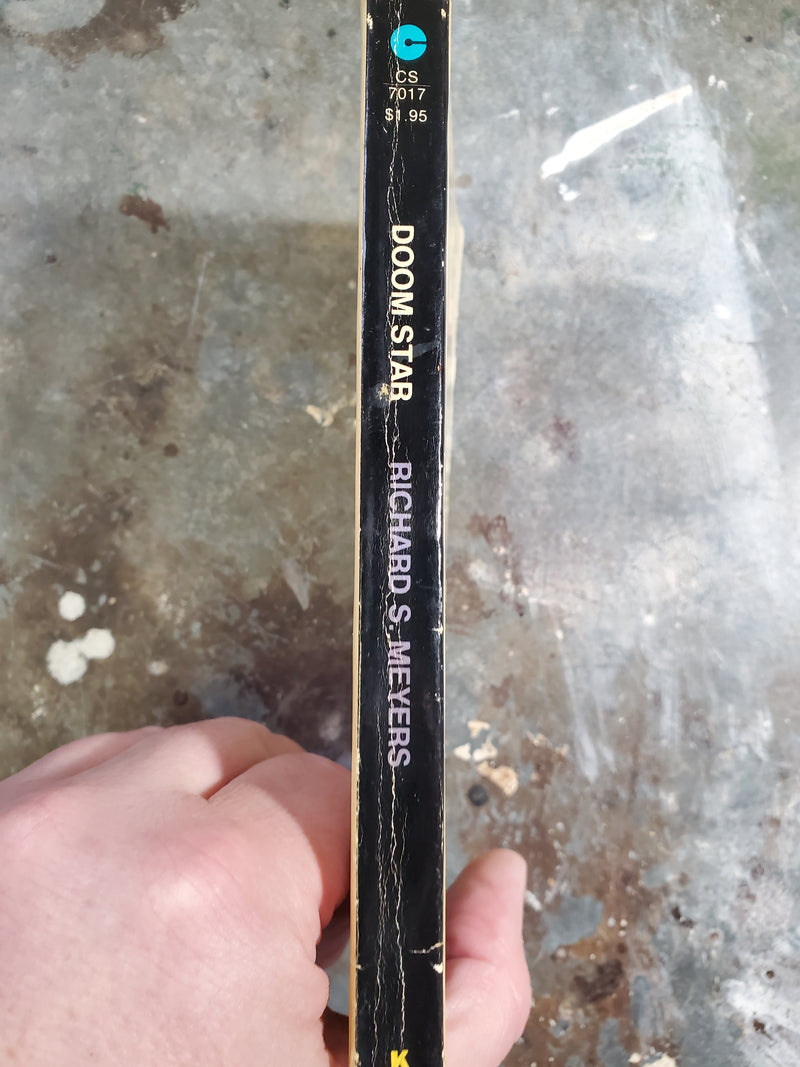 CS
7017
$1.95
DOOM STAR
RICHARD S. MEYERS
K